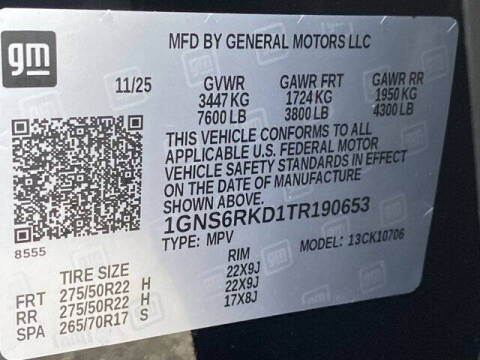 gm
MFD BY GENERAL MOTORS LLC
11/25 GVWR GAWR FRT GAWR RR
3447 KG 1724 KG 1950 KG
7600 LB 3800 LB 4300 LB
THIS VEHICLE CONFORMS TO ALL
APPLICABLE U.S. FEDERAL MOTOR
VEHICLE SAFETY STANDARDS IN EFFECT
ON THE DATE OF MANUFACTURE
SHOWN ABOVE.
1GNS6RKD1TR190653
8555 TYPE: MPV MODEL: 13CK10706
TIRE SIZE RIM
FRT 275/50R22 H 22X9J
RR 275/50R22 H 22X9J
SPA 265/70R17 S 17X8J